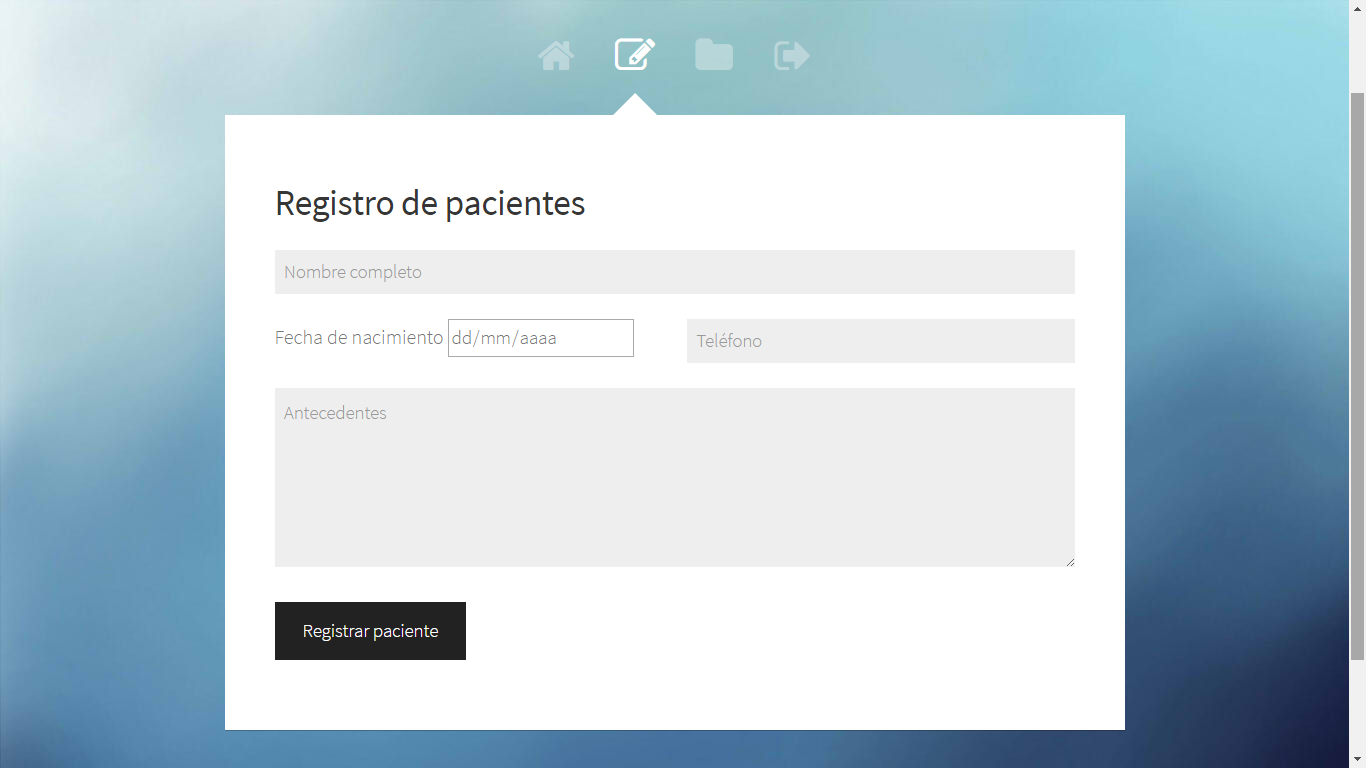 Registro de pacientes
Nombre completo
Fecha de nacimiento dd/mm/aaaa Teléfono
Antecedentes
Registrar paciente